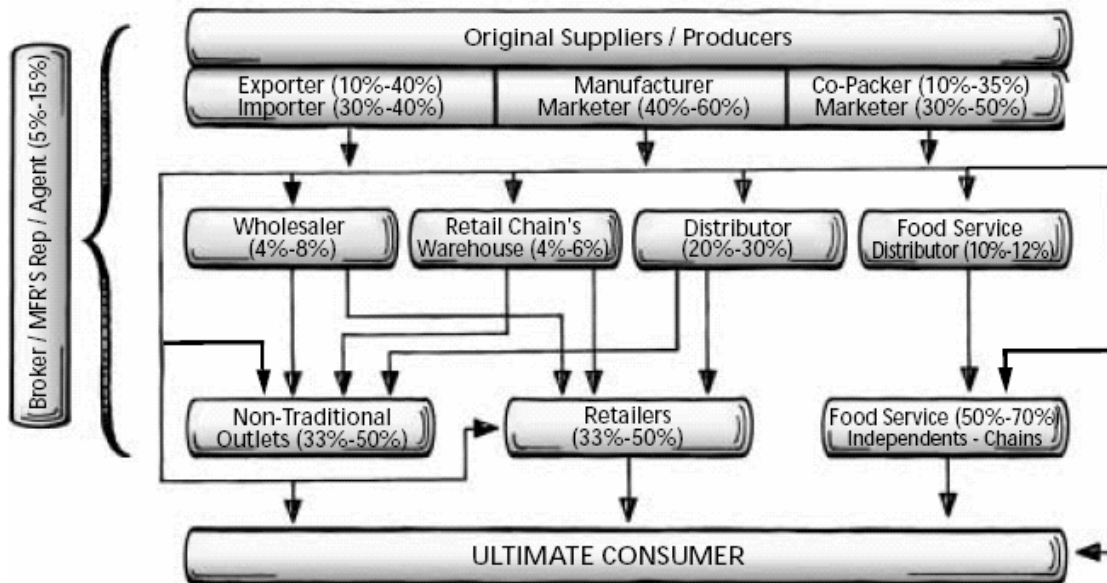 Broker / MFR'S Rep / Agent (5%-15%)
Original Suppliers / Producers
Exporter (10%-40%)
Importer (30%-40%)
Manufacturer
Marketer (40%-60%)
Co-Packer (10%-35%)
Marketer (30%-50%)
Wholesaler
(4%-8%)
Retail Chain's
Warehouse (4%-6%)
Distributor
(20%-30%)
Food Service
Distributor (10%-12%)
Non-Traditional
Outlets (33%-50%)
Retailers
(33%-50%)
Food Service (50%-70%)
Independents - Chains
ULTIMATE CONSUMER